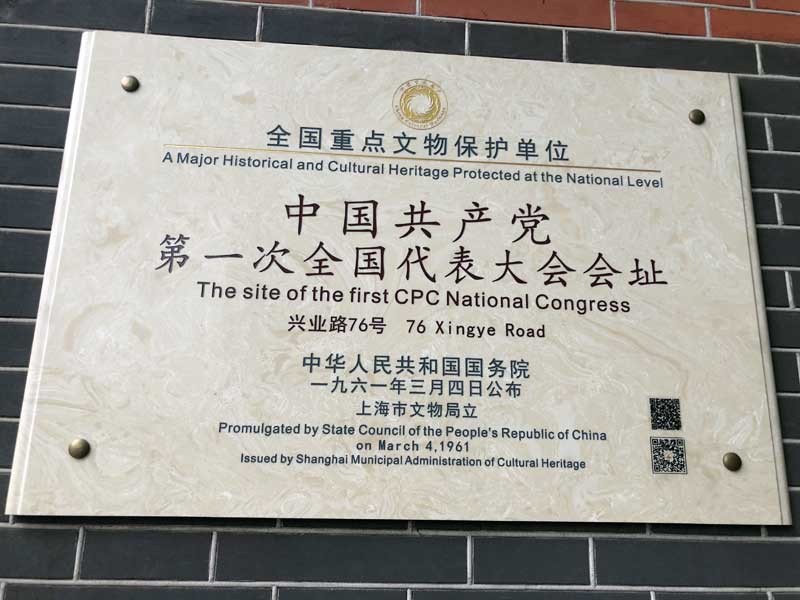 全国重点文物保护单位
A Major Historical and Cultural Heritage Protected at the National Level
中国共产党
第一次全国代表大会会址
The site of the first CPC National Congress
兴业路76号 76 Xingye Road
中华人民共和国国务院
一九六一年三月四日公布
上海市文物局立
Promulgated by State Council of the People's Republic of China
on March 4,1961
Issued by Shanghai Municipal Administration of Cultural Heritage